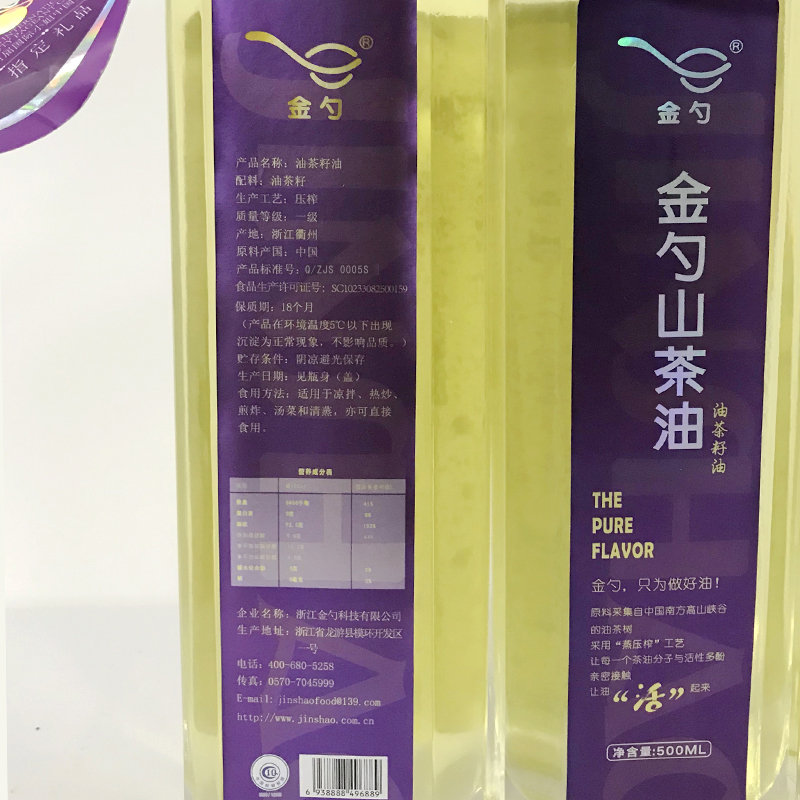 指定礼品
金勺
®
产品名称：油茶籽油
配料：油茶籽
生产工艺：压榨
质量等级：一级
产地：浙江衢州
原料产国：中国
产品标准号：Q/ZJS 0005S
食品生产许可证号：SC10233082500159
保质期：18个月
（产品在环境温度5℃以下出现
沉淀为正常现象，不影响品质。）
贮存条件：阴凉避光保存
生产日期：见瓶身（盖）
食用方法：适用于凉拌、热炒、
煎炸、汤菜和清蒸，亦可直接
食用。
营养成分表
企业名称：浙江金勺科技有限公司
生产地址：浙江省龙游县模环开发区
一号
电话：400-680-5258
传真：0570-7045999
E-mail: jinshaofood@139.com
http://www.jinshao.com.cn
6 938888 496889
®
金勺
金勺山茶油
油茶籽油
THE
PURE
FLAVOR
金勺，只为做好油！
原料采集自中国南方高山峡谷
的油茶树
采用“蒸压榨”工艺
让每一个茶油分子与活性多酚
亲密接触
让油“活”起来
净含量:500ML